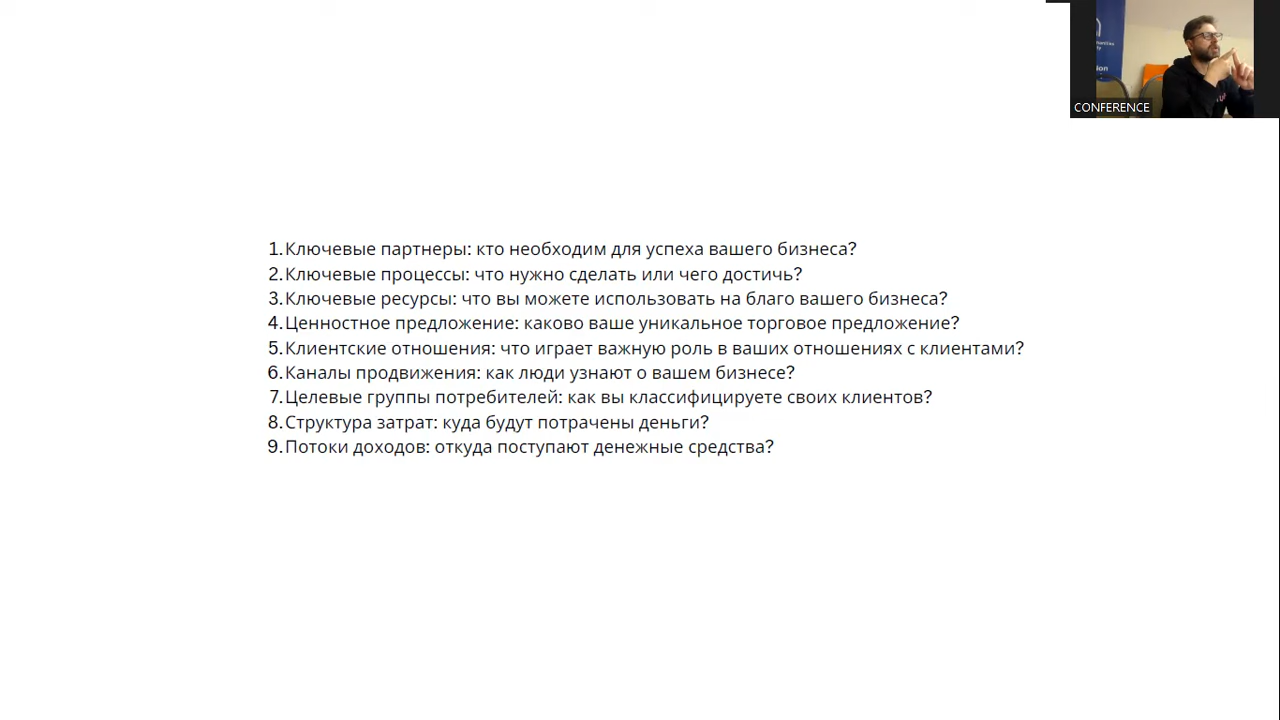 CONFERENCE
1. Ключевые партнеры: кто необходим для успеха вашего бизнеса?
2. Ключевые процессы: что нужно сделать или чего достичь?
3. Ключевые ресурсы: что вы можете использовать на благо вашего бизнеса?
4. Ценностное предложение: каково ваше уникальное торговое предложение?
5. Клиентские отношения: что играет важную роль в ваших отношениях с клиентами?
6. Каналы продвижения: как люди узнают о вашем бизнесе?
7. Целевые группы потребителей: как вы классифицируете своих клиентов?
8. Структура затрат: куда будут потрачены деньги?
9. Потоки доходов: откуда поступают денежные средства?